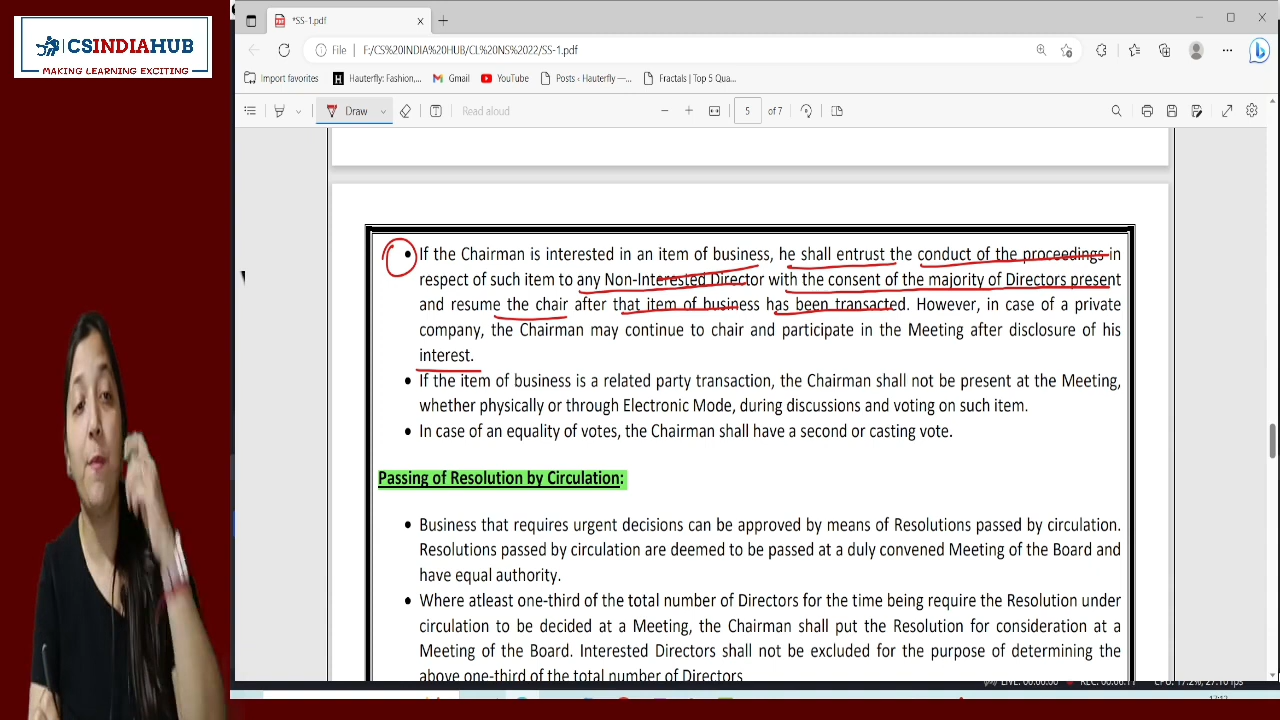 CSINDIAHUB
MAKING LEARNING EXCITING
*SS-1.pdf
File F:/CS%20INDIA%20HUB/CL%20NS%2022/SS-1.pdf
Import favorites Hauterfly: Fashion,... Gmail YouTube Posts ‹ Hauterfly —... Fractals | Top 5 Qua...
Draw Read aloud 5 of 7
• If the Chairman is interested in an item of business, he shall entrust the conduct of the proceedings in
respect of such item to any Non-Interested Director with the consent of the majority of Directors present
and resume the chair after that item of business has been transacted. However, in case of a private
company, the Chairman may continue to chair and participate in the Meeting after disclosure of his
interest.
• If the item of business is a related party transaction, the Chairman shall not be present at the Meeting,
whether physically or through Electronic Mode, during discussions and voting on such item.
• In case of an equality of votes, the Chairman shall have a second or casting vote.
Passing of Resolution by Circulation:
• Business that requires urgent decisions can be approved by means of Resolutions passed by circulation.
Resolutions passed by circulation are deemed to be passed at a duly convened Meeting of the Board and
have equal authority.
• Where atleast one-third of the total number of Directors for the time being require the Resolution under
circulation to be decided at a Meeting, the Chairman shall put the Resolution for consideration at a
Meeting of the Board. Interested Directors shall not be excluded for the purpose of determining the
above one-third of the total number of Directors